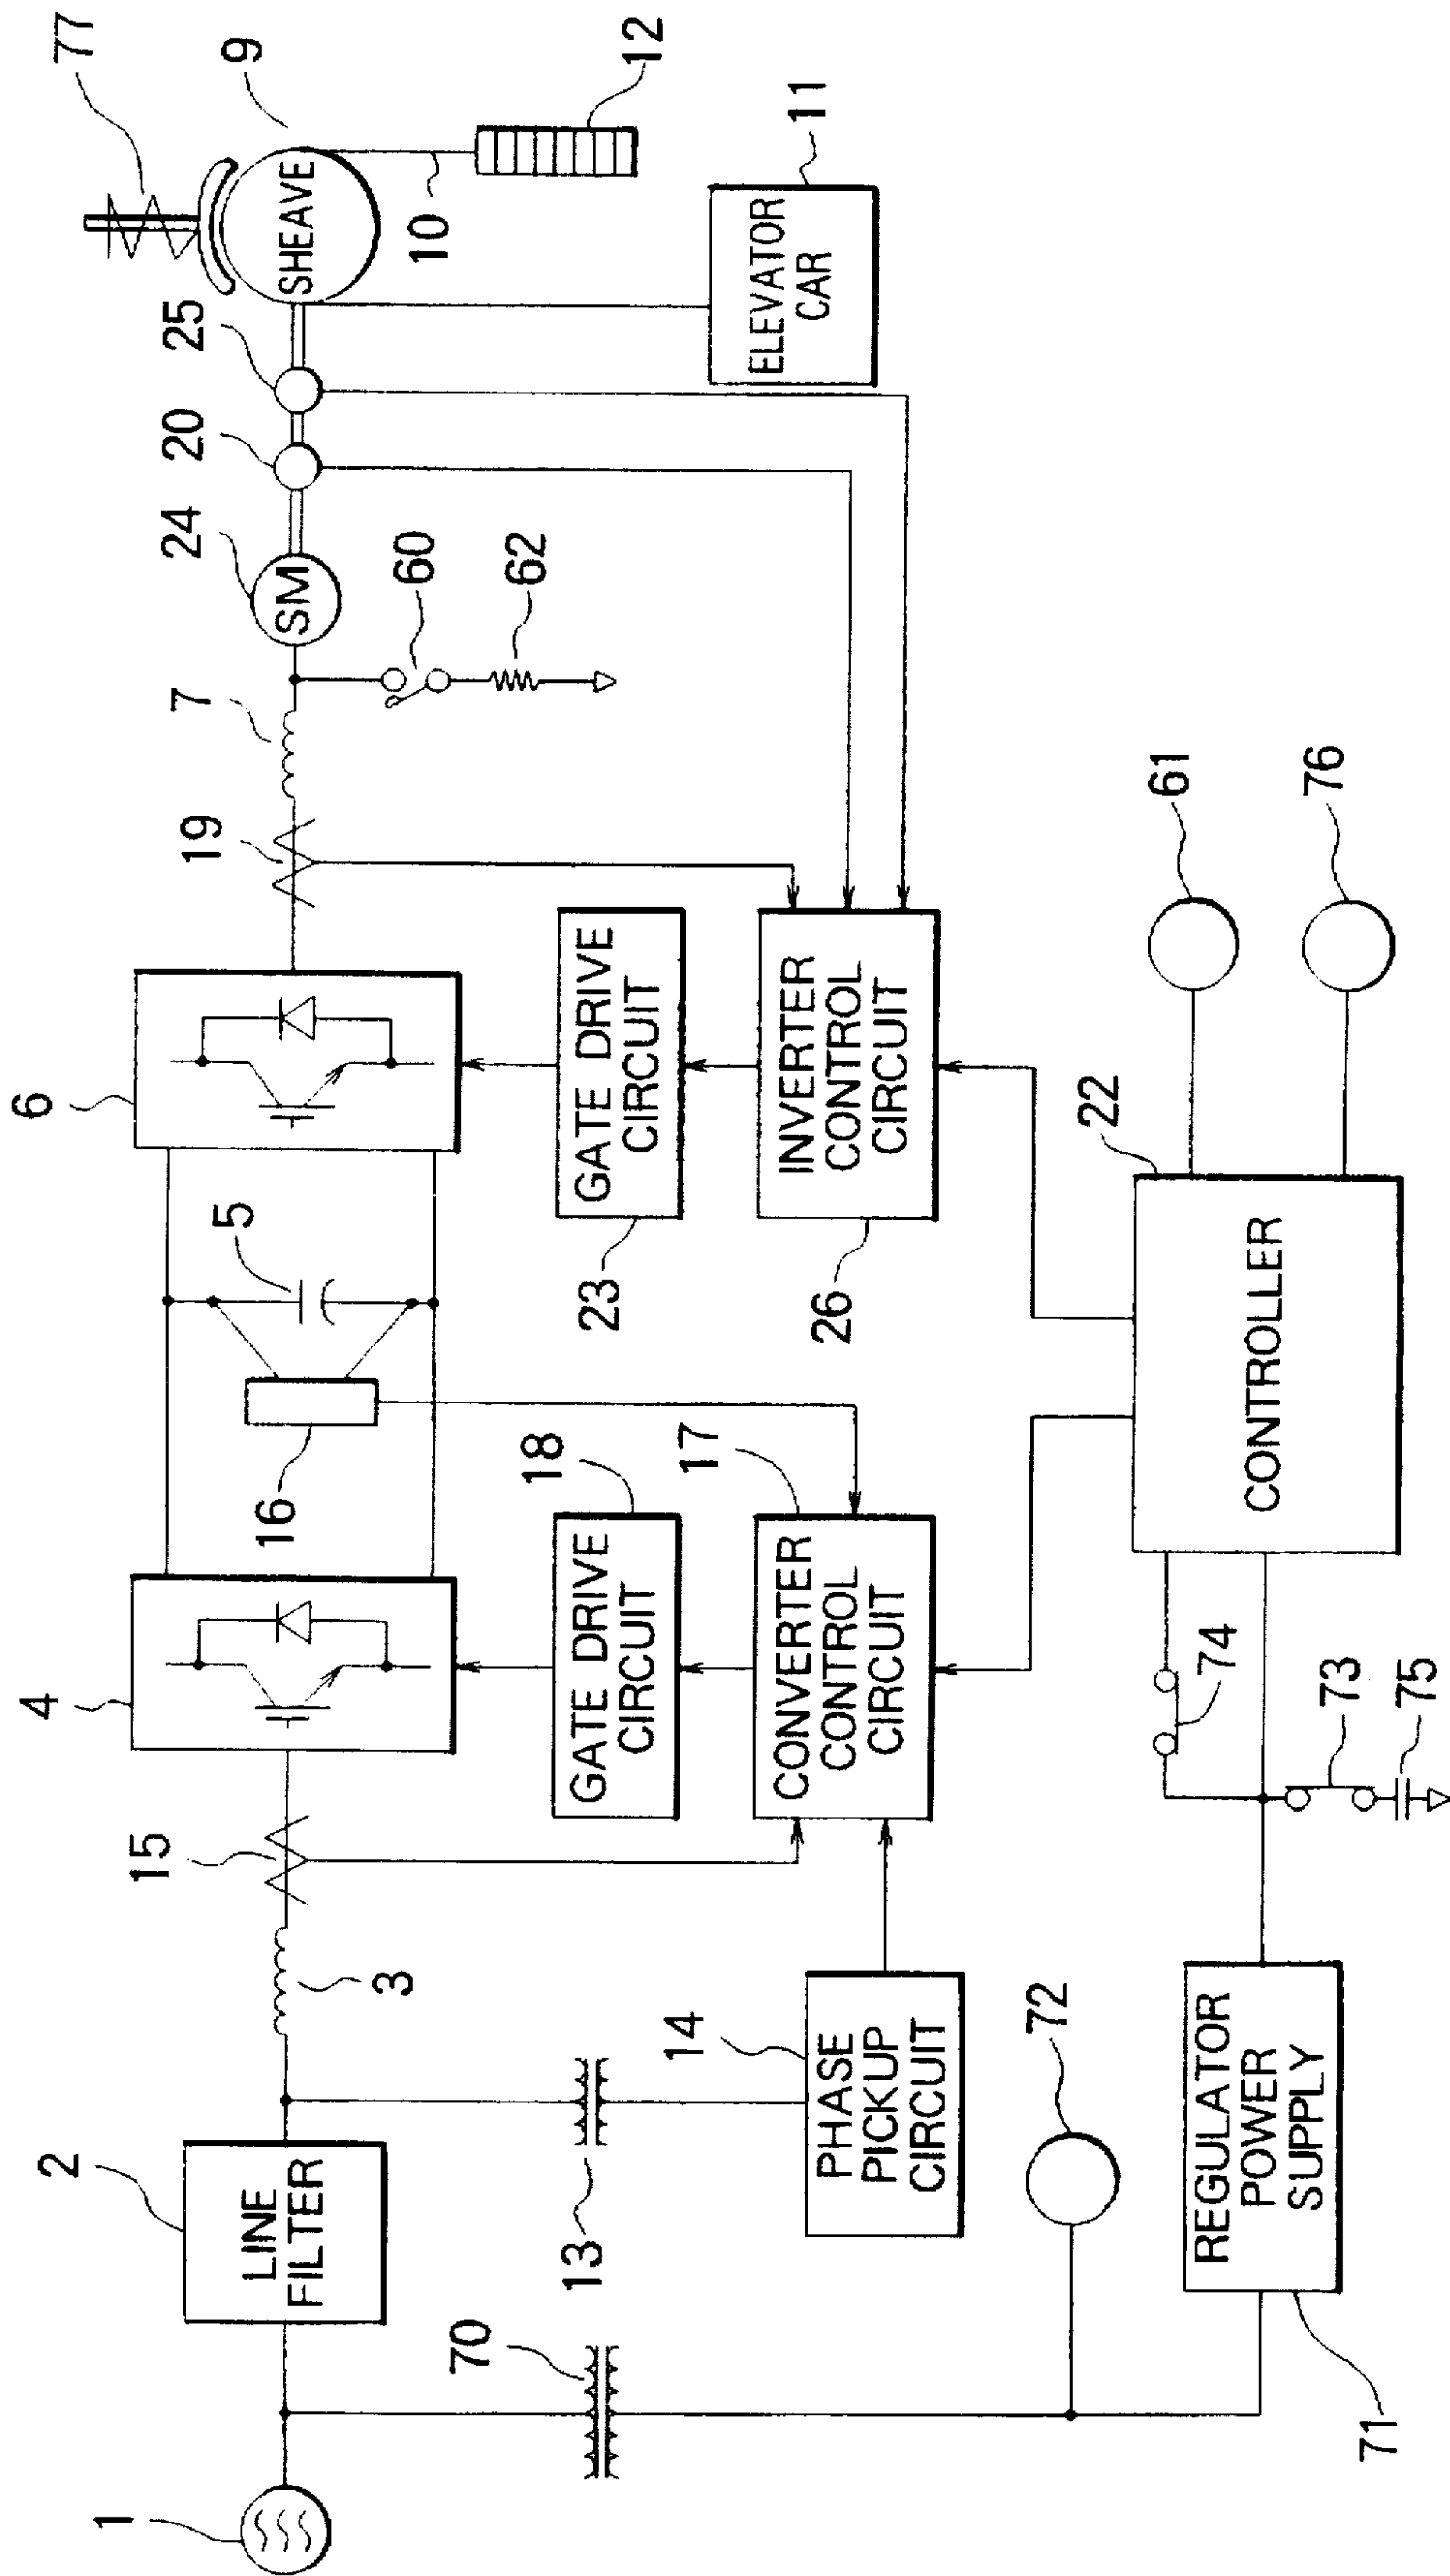 1
2
LINE
FILTER
3
15
4
16
5
6
19
7
24
SM
20
25
SHEAVE
77
9
10
12
ELEVATOR
CAR
11
60
62
70
13
14
PHASE
PICKUP
CIRCUIT
18
GATE DRIVE
CIRCUIT
17
CONVERTER
CONTROL
CIRCUIT
23
GATE DRIVE
CIRCUIT
26
INVERTER
CONTROL
CIRCUIT
72
71
REGULATOR
POWER
SUPPLY
74
73
75
22
CONTROLLER
61
76